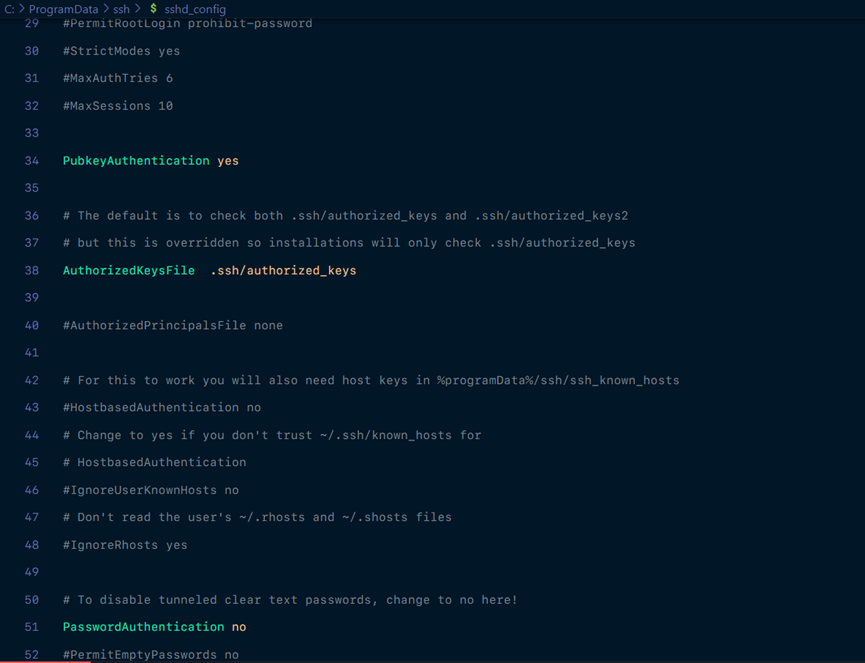 C: > ProgramData > ssh > $ sshd_config
29 #PermitRootLogin prohibit-password
30 #StrictModes yes
31 #MaxAuthTries 6
32 #MaxSessions 10
33
34 PubkeyAuthentication yes
35
36 # The default is to check both .ssh/authorized_keys and .ssh/authorized_keys2
37 # but this is overridden so installations will only check .ssh/authorized_keys
38 AuthorizedKeysFile  .ssh/authorized_keys
39
40 #AuthorizedPrincipalsFile none
41
42 # For this to work you will also need host keys in %programData%/ssh/ssh_known_hosts
43 #HostbasedAuthentication no
44 # Change to yes if you don't trust ~/.ssh/known_hosts for
45 # HostbasedAuthentication
46 #IgnoreUserKnownHosts no
47 # Don't read the user's ~/.rhosts and ~/.shosts files
48 #IgnoreRhosts yes
49
50 # To disable tunneled clear text passwords, change to no here!
51 PasswordAuthentication no
52 #PermitEmptyPasswords no